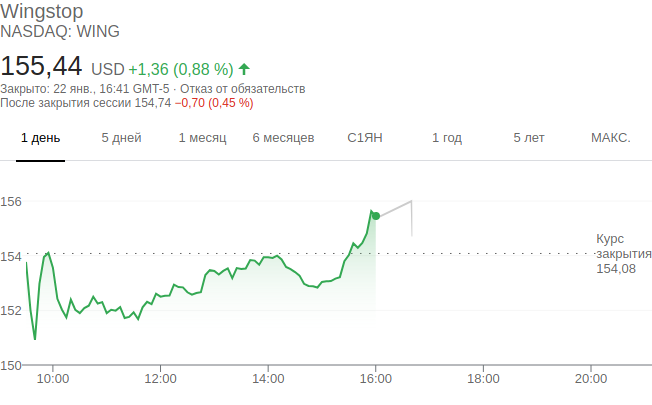 Wingstop
NASDAQ: WING
155,44 USD +1,36 (0,88 %)
Закрыто: 22 янв., 16:41 GMT-5 · Отказ от обязательств
После закрытия сессии 154,74 −0,70 (0,45 %)
1 день 5 дней 1 месяц 6 месяцев С1ЯН 1 год 5 лет МАКС.
156
154
152
150
Курс
закрытия
154,08
10:00 12:00 14:00 16:00 18:00 20:00